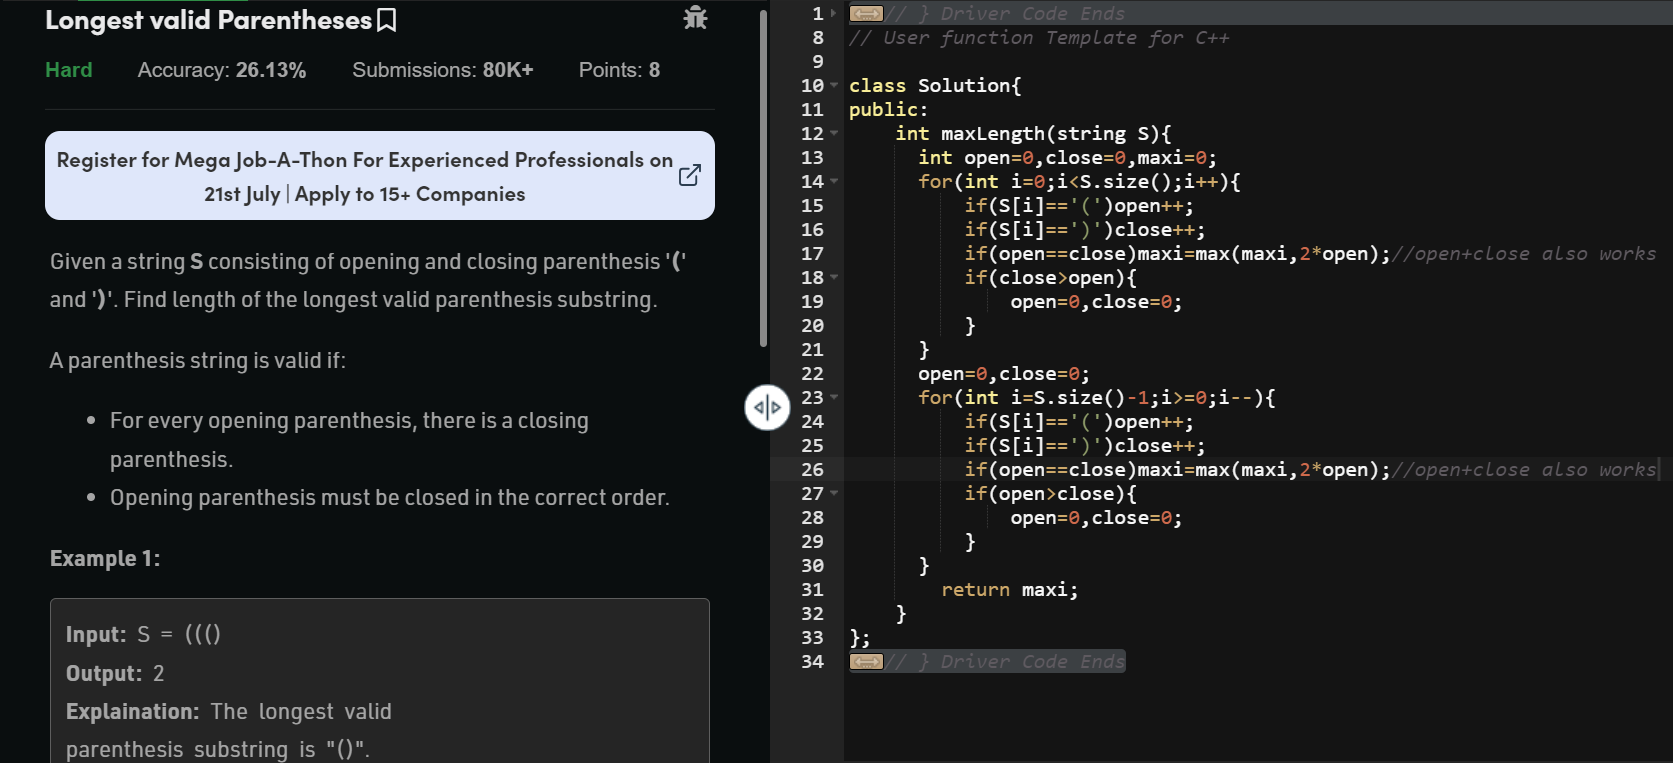 Longest valid Parentheses
Hard Accuracy: 26.13% Submissions: 80K+ Points: 8
Register for Mega Job-A-Thon For Experienced Professionals on
21st July | Apply to 15+ Companies
Given a string S consisting of opening and closing parenthesis '('
and ')'. Find length of the longest valid parenthesis substring.
A parenthesis string is valid if:
• For every opening parenthesis, there is a closing
parenthesis.
• Opening parenthesis must be closed in the correct order.
Example 1:
Input: S = ((()
Output: 2
Explaination: The longest valid
parenthesis substring is "()".
1 // } Driver Code Ends
8 // User function Template for C++
9
10 class Solution{
11 public:
12     int maxLength(string S){
13       int open=0,close=0,maxi=0;
14       for(int i=0;i<S.size();i++){
15           if(S[i]=='(')open++;
16           if(S[i]==')')close++;
17           if(open==close)maxi=max(maxi,2*open);//open+close also works
18           if(close>open){
19               open=0,close=0;
20           }
21       }
22       open=0,close=0;
23       for(int i=S.size()-1;i>=0;i--){
24           if(S[i]=='(')open++;
25           if(S[i]==')')close++;
26           if(open==close)maxi=max(maxi,2*open);//open+close also works
27           if(open>close){
28               open=0,close=0;
29           }
30       }
31         return maxi;
32     }
33 };
34 // } Driver Code Ends